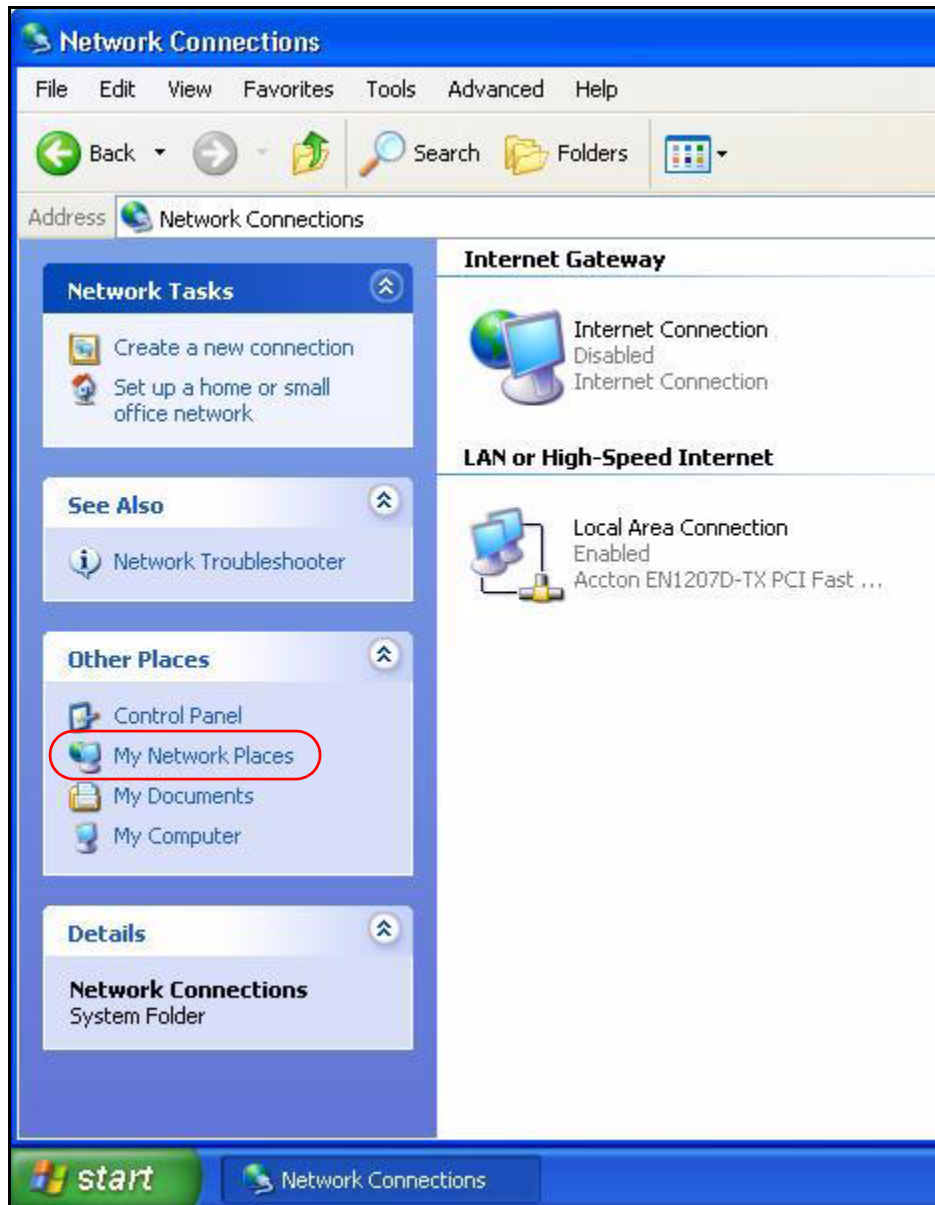 Network Connections
File Edit View Favorites Tools Advanced Help
Back Search Folders
Address Network Connections
Network Tasks
Create a new connection
Set up a home or small
office network
See Also
Network Troubleshooter
Other Places
Control Panel
My Network Places
My Documents
My Computer
Details
Network Connections
System Folder
Internet Gateway
Internet Connection
Disabled
Internet Connection
LAN or High-Speed Internet
Local Area Connection
Enabled
Accton EN1207D-TX PCI Fast ...
start Network Connections